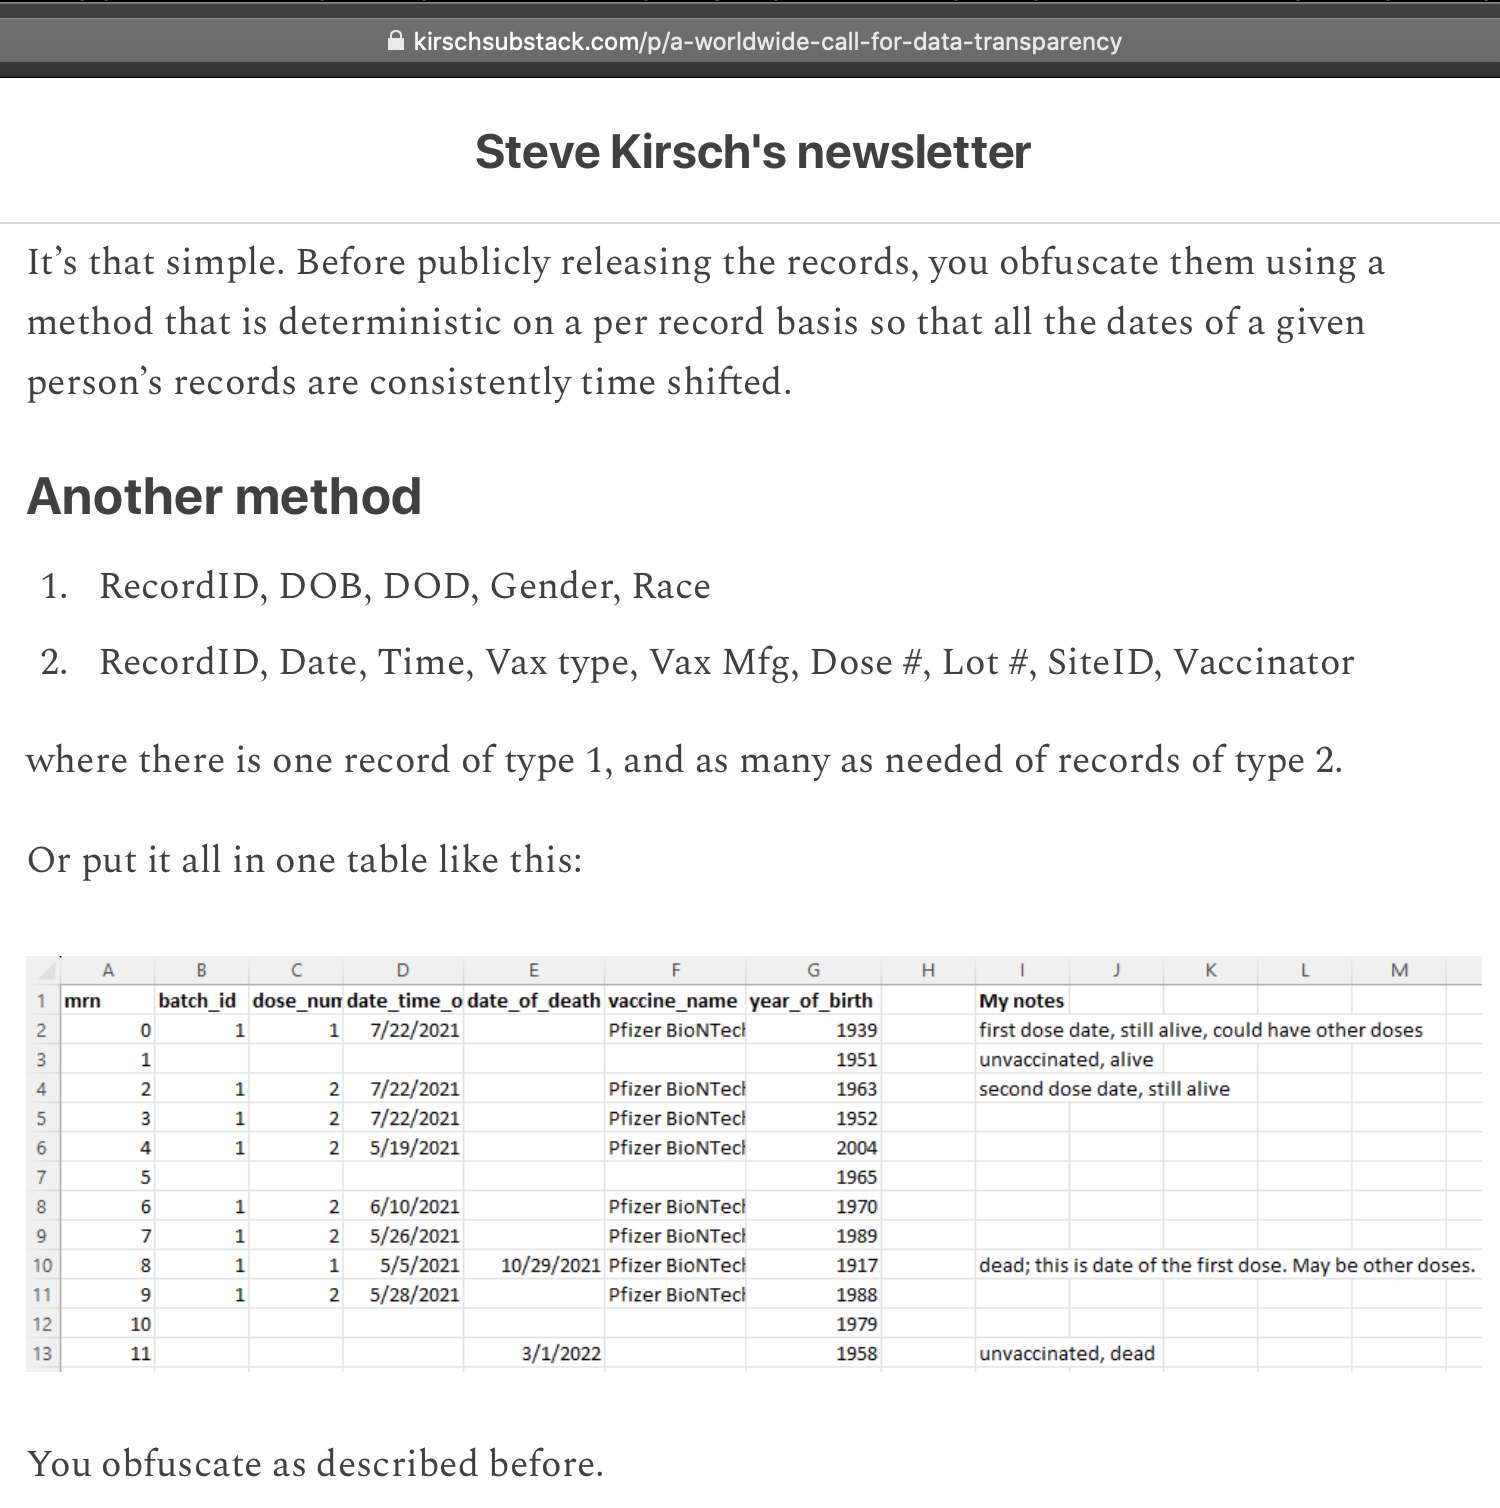 kirschsubstack.com/p/a-worldwide-call-for-data-transparency
Steve Kirsch's newsletter
It’s that simple. Before publicly releasing the records, you obfuscate them using a
method that is deterministic on a per record basis so that all the dates of a given
person’s records are consistently time shifted.
Another method
1. RecordID, DOB, DOD, Gender, Race
2. RecordID, Date, Time, Vax type, Vax Mfg, Dose #, Lot #, SiteID, Vaccinator
where there is one record of type 1, and as many as needed of records of type 2.
Or put it all in one table like this:
A B C D E F G H I J K L M
1 mrn batch_id dose_num date_time_o date_of_death vaccine_name year_of_birth My notes
2 0 1 1 7/22/2021 Pfizer BioNTech 1939 first dose date, still alive, could have other doses
3 1 1951 unvaccinated, alive
4 2 1 2 7/22/2021 Pfizer BioNTech 1963 second dose date, still alive
5 3 1 2 7/22/2021 Pfizer BioNTech 1952
6 4 1 2 5/19/2021 Pfizer BioNTech 2004
7 5 1965
8 6 1 2 6/10/2021 Pfizer BioNTech 1970
9 7 1 2 5/26/2021 Pfizer BioNTech 1989
10 8 1 1 5/5/2021 10/29/2021 Pfizer BioNTech 1917 dead; this is date of the first dose. May be other doses.
11 9 1 2 5/28/2021 Pfizer BioNTech 1988
12 10 1979
13 11 3/1/2022 1958 unvaccinated, dead
You obfuscate as described before.